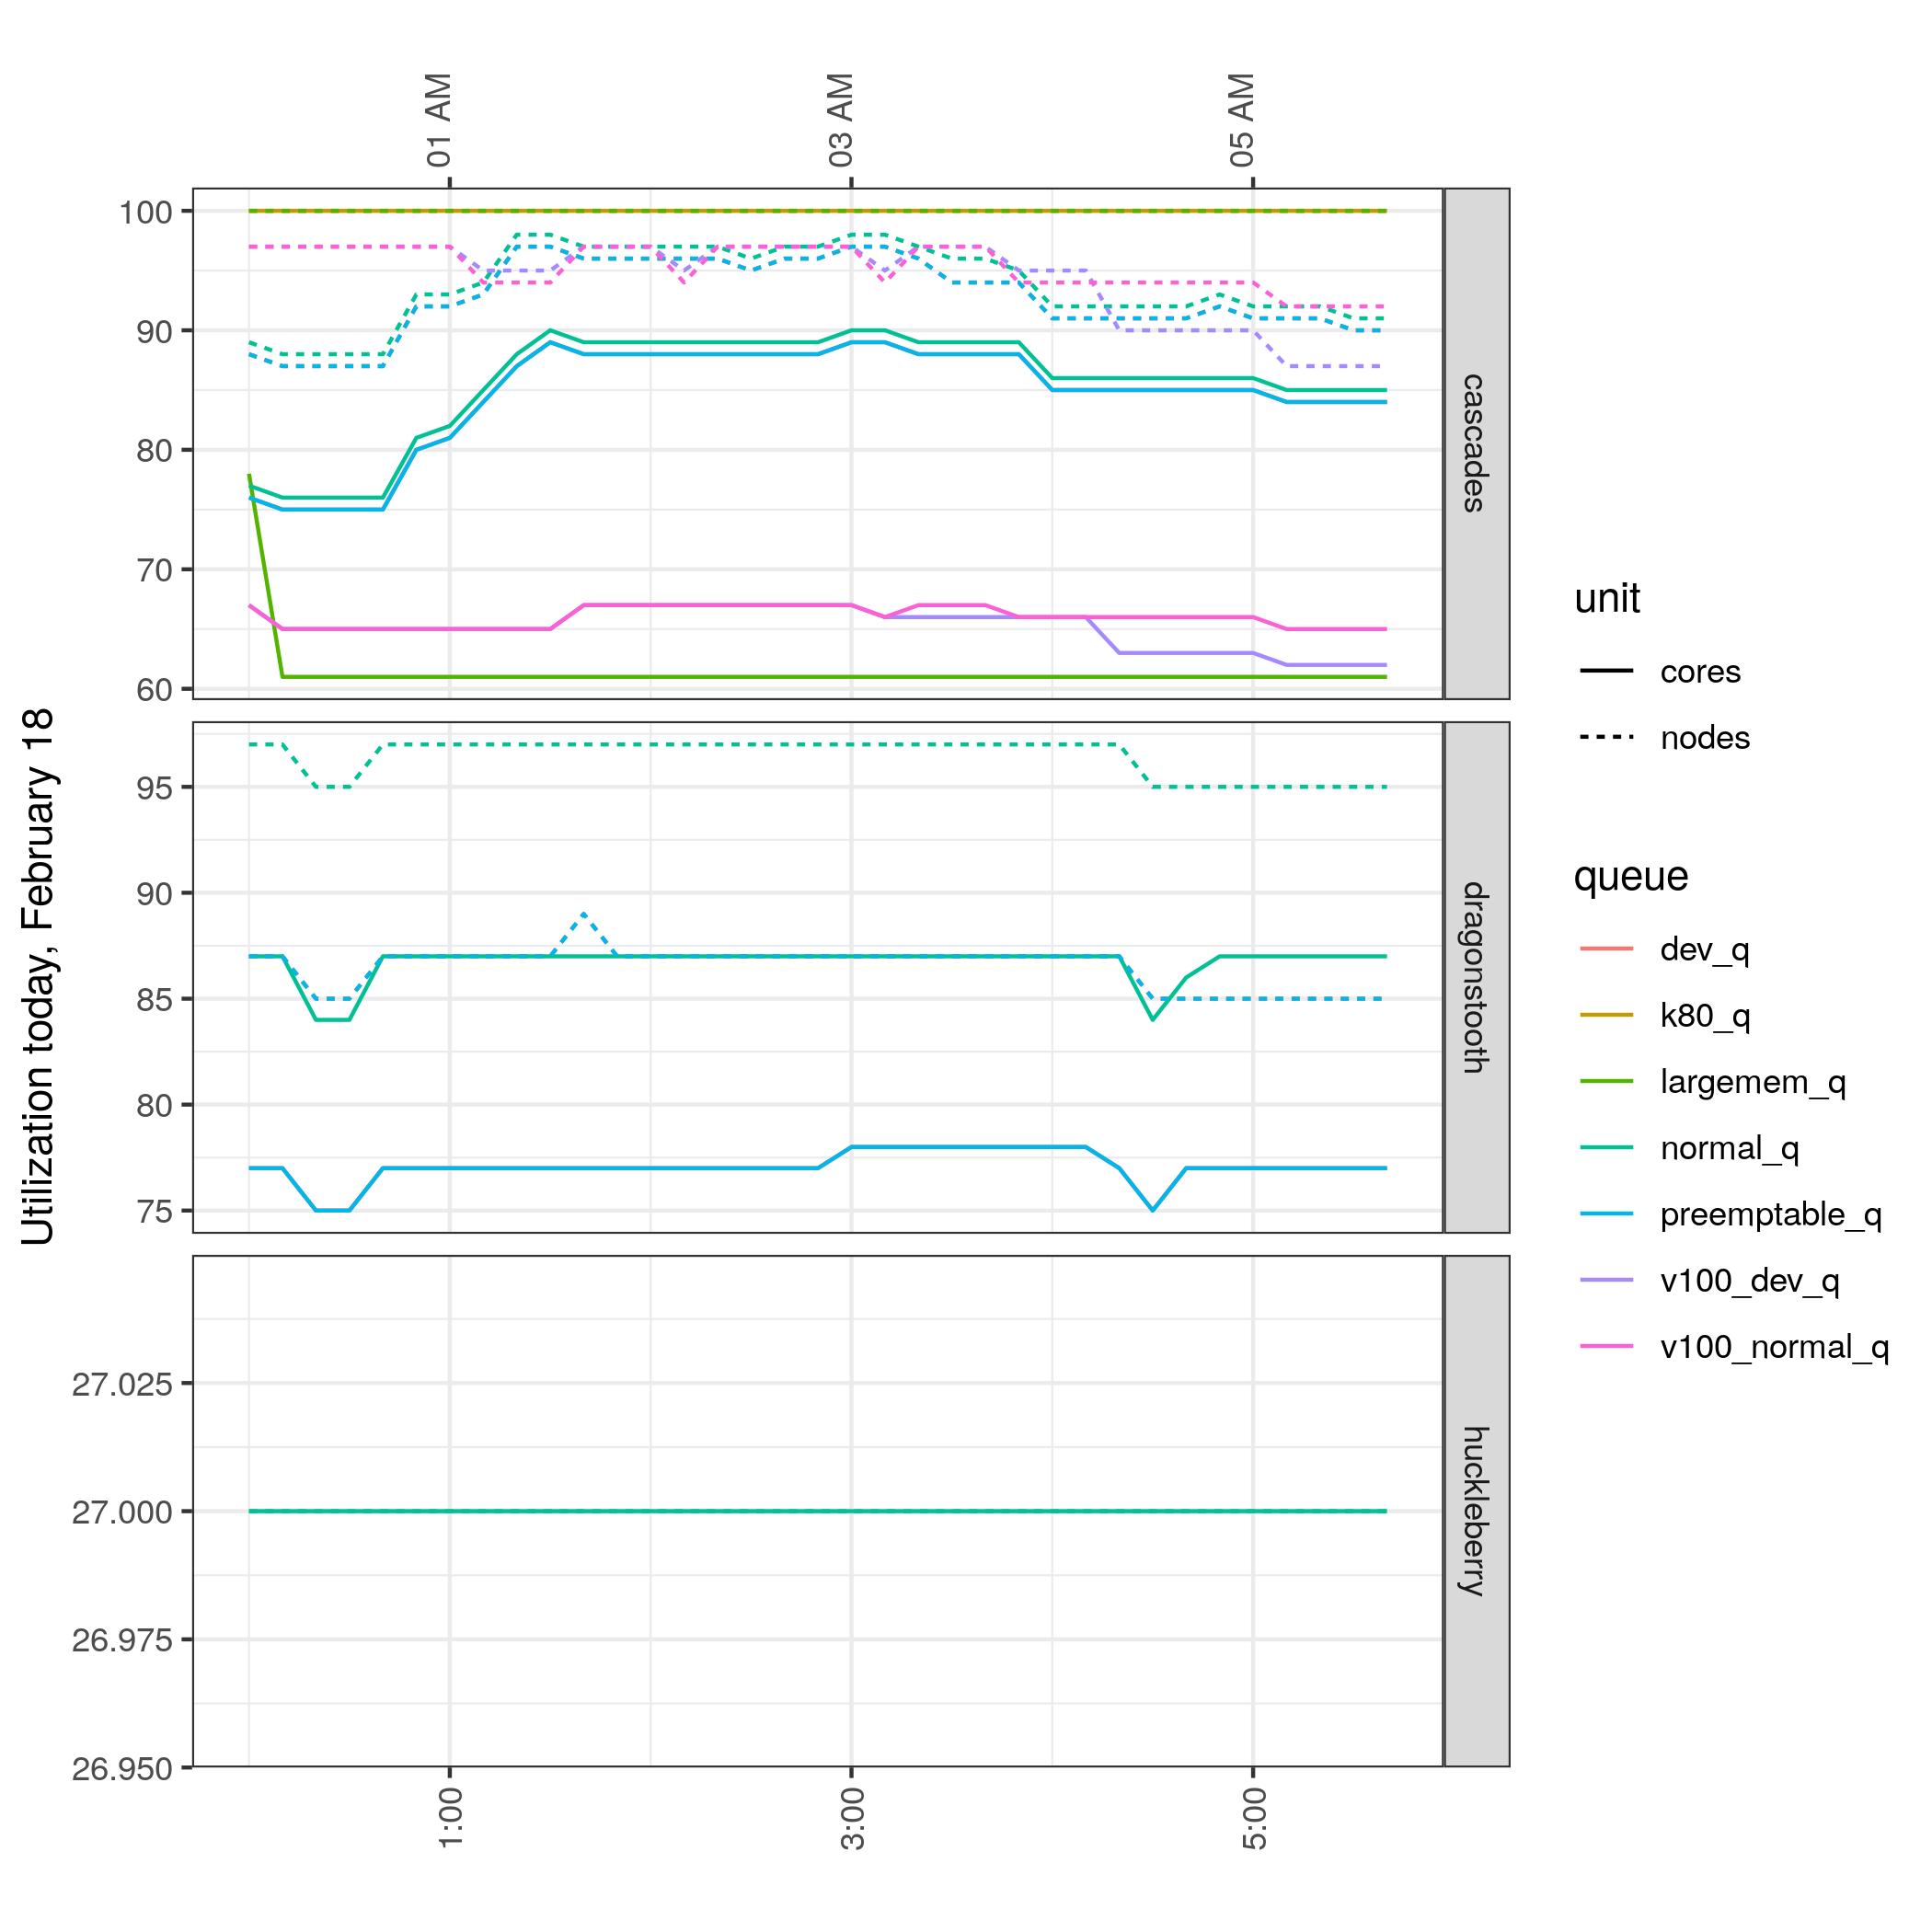 01 AM
03 AM
05 AM
Utilization today, February 18
100
90
80
70
60
cascades
95
90
85
80
75
dragonstooth
27.025
27.000
26.975
26.950
huckleberry
1:00
3:00
5:00
unit
cores
nodes
queue
dev_q
k80_q
largemem_q
normal_q
preemptable_q
v100_dev_q
v100_normal_q